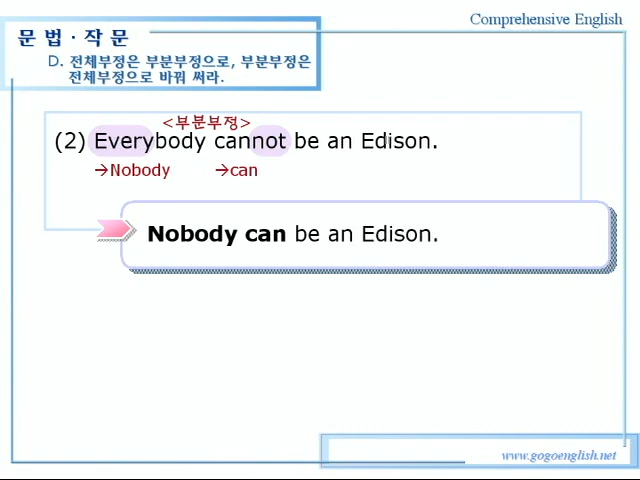 Comprehensive English
문 법 · 작 문
D. 전체부정은 부분부정으로, 부분부정은
전체부정으로 바꿔 써라.
<부분부정>
(2) Everybody cannot be an Edison.
→Nobody →can
Nobody can be an Edison.
www.gogoenglish.net